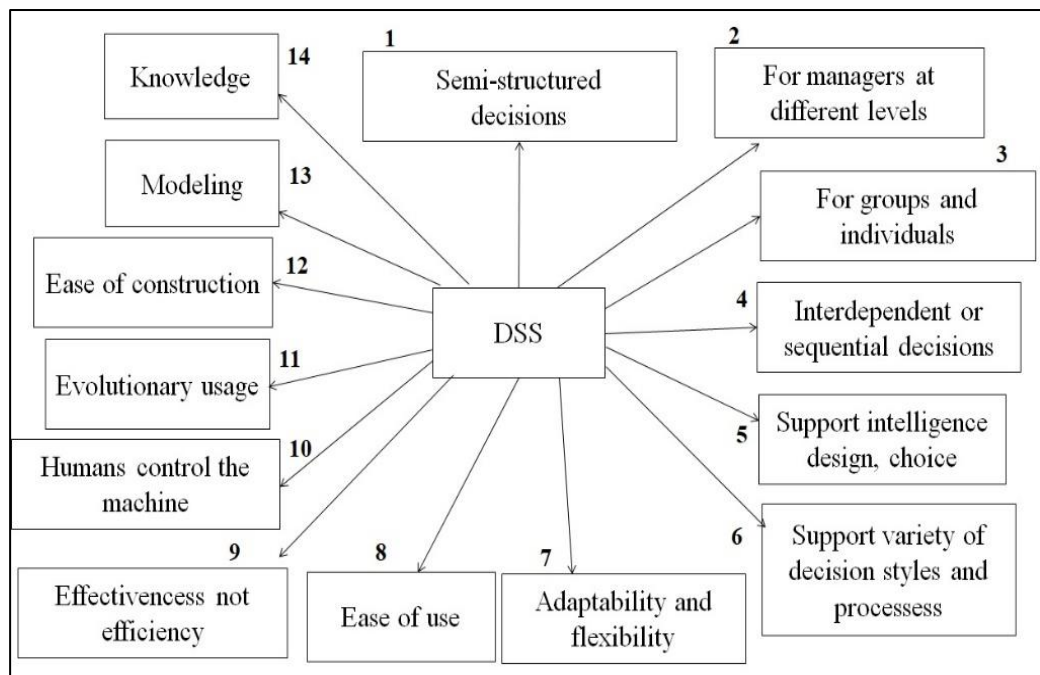 1
Semi-structured
decisions
2
For managers at
different levels
3
For groups and
individuals
4
Interdependent or
sequential decisions
5
Support intelligence
design, choice
6
Support variety of
decision styles and
processess
7
Adaptability and
flexibility
8
Ease of use
9
Effectivencess not
efficiency
10
Humans control the
machine
11
Evolutionary usage
12
Ease of construction
13
Modeling
14
Knowledge
DSS